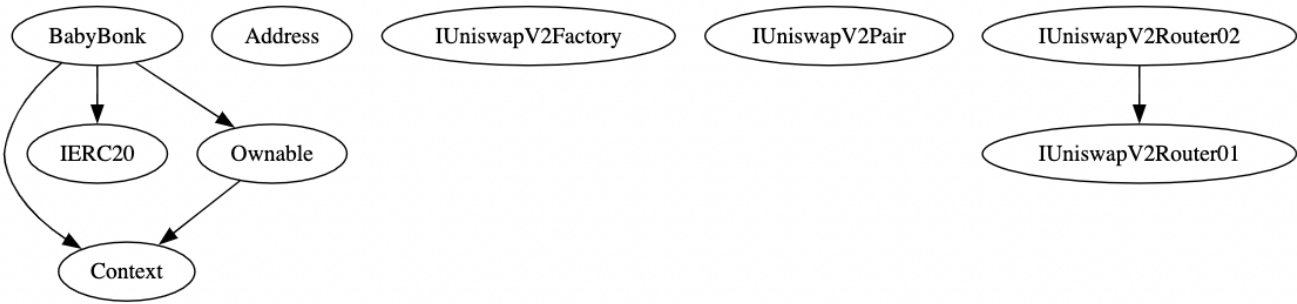 BabyBonk
Address
IUniswapV2Factory
IUniswapV2Pair
IUniswapV2Router02
IERC20
Ownable
IUniswapV2Router01
Context